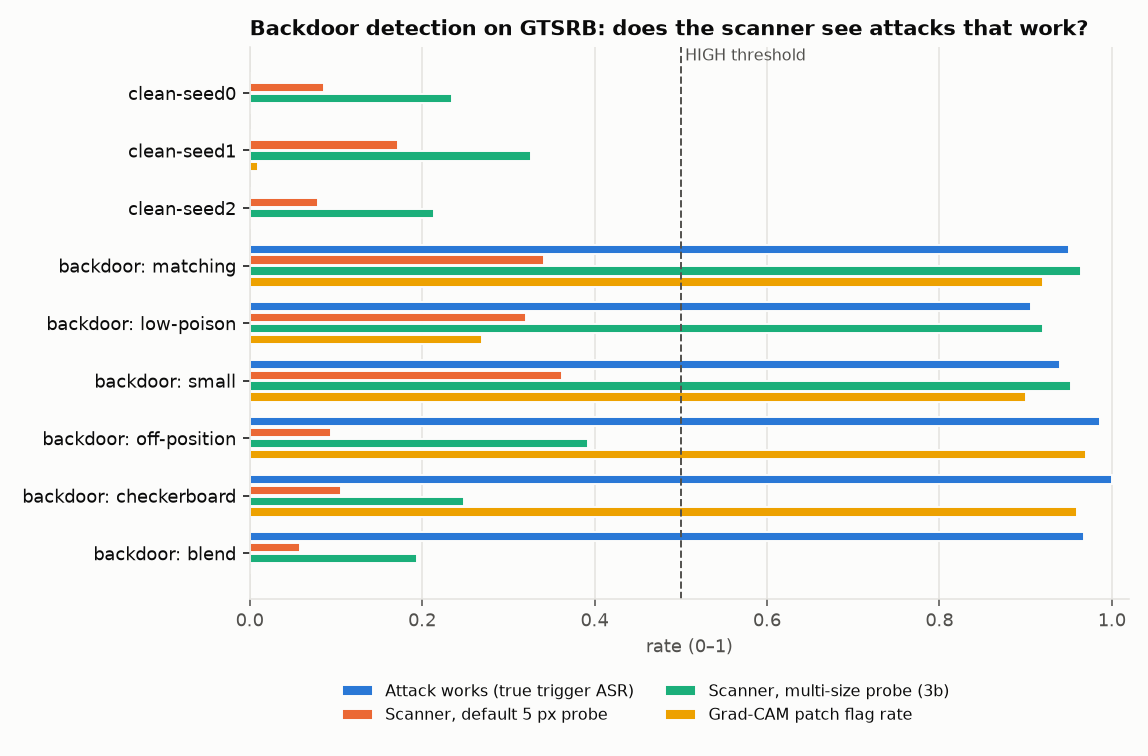 Backdoor detection on GTSRB: does the scanner see attacks that work?
HIGH threshold
clean-seed0
clean-seed1
clean-seed2
backdoor: matching
backdoor: low-poison
backdoor: small
backdoor: off-position
backdoor: checkerboard
backdoor: blend
0.0 0.2 0.4 0.6 0.8 1.0
rate (0–1)
Attack works (true trigger ASR)
Scanner, default 5 px probe
Scanner, multi-size probe (3b)
Grad-CAM patch flag rate